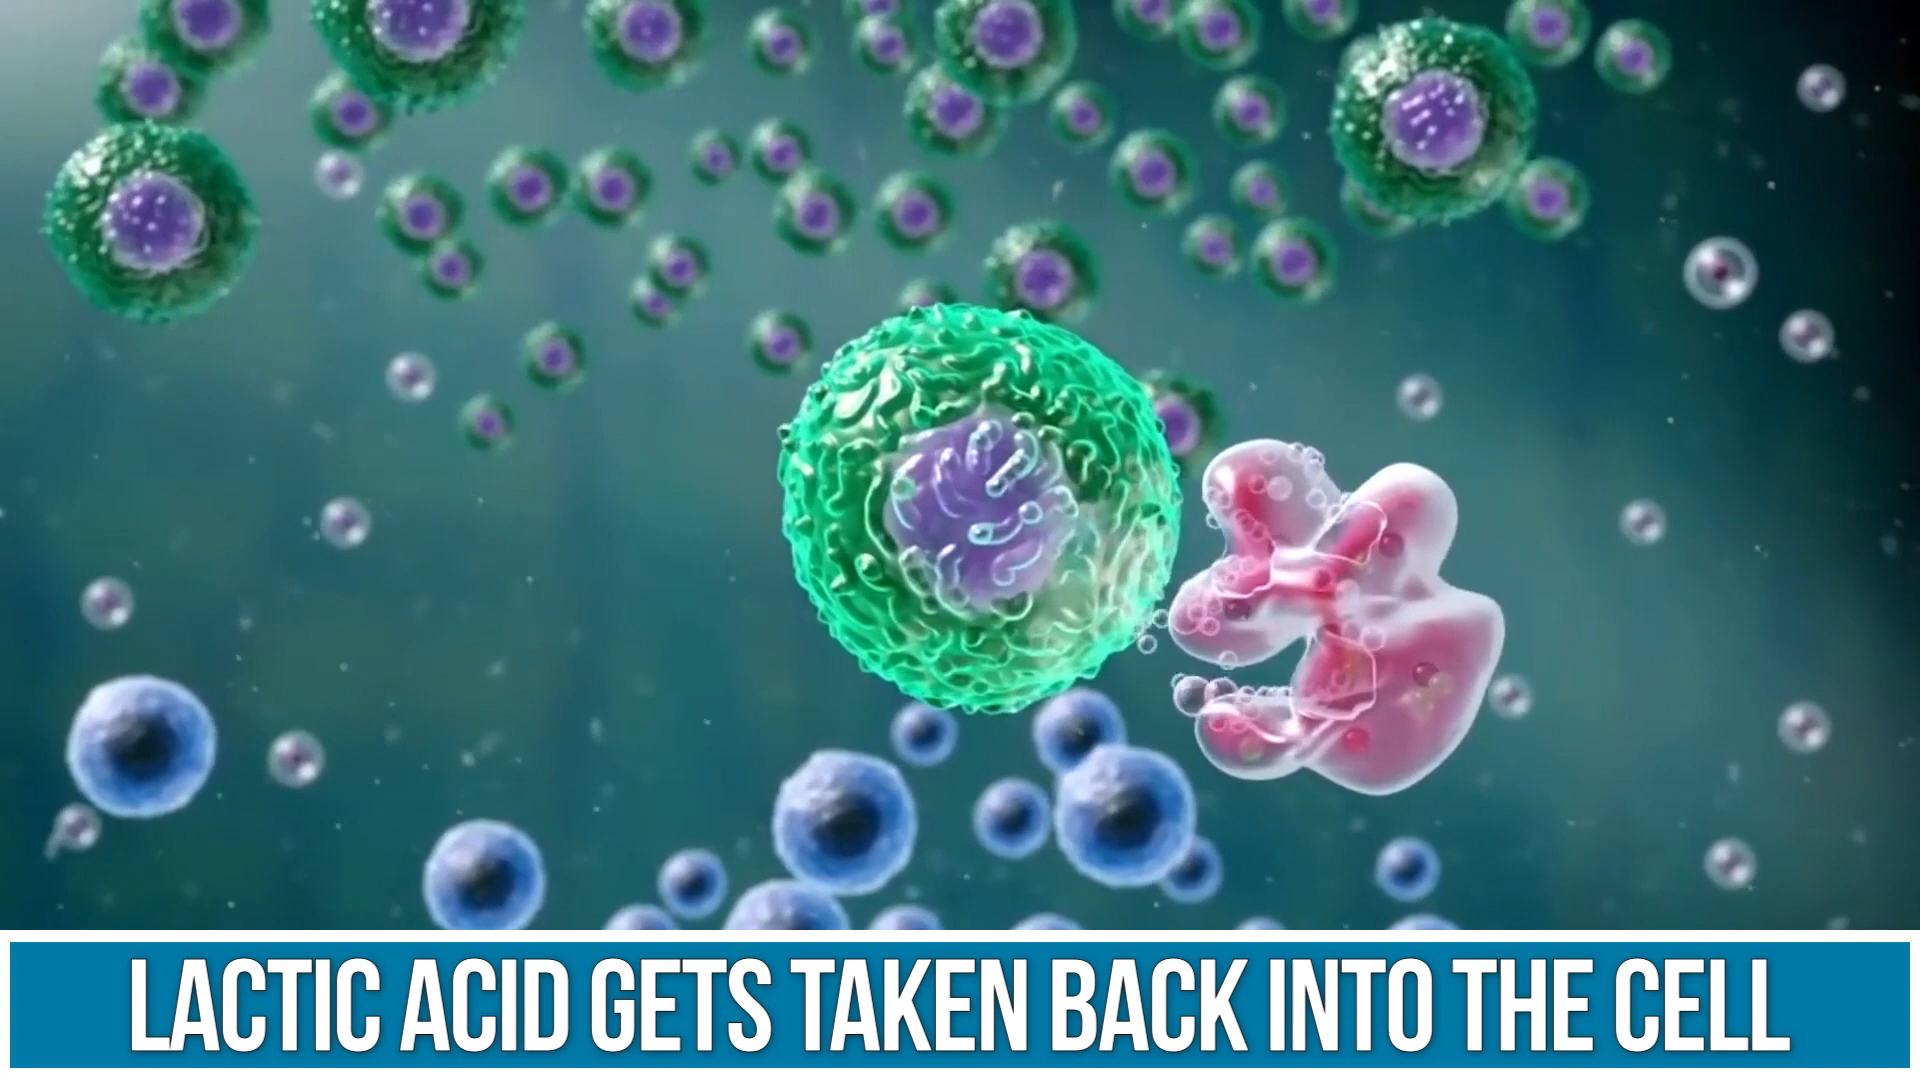 LACTIC ACID GETS TAKEN BACK INTO THE CELL